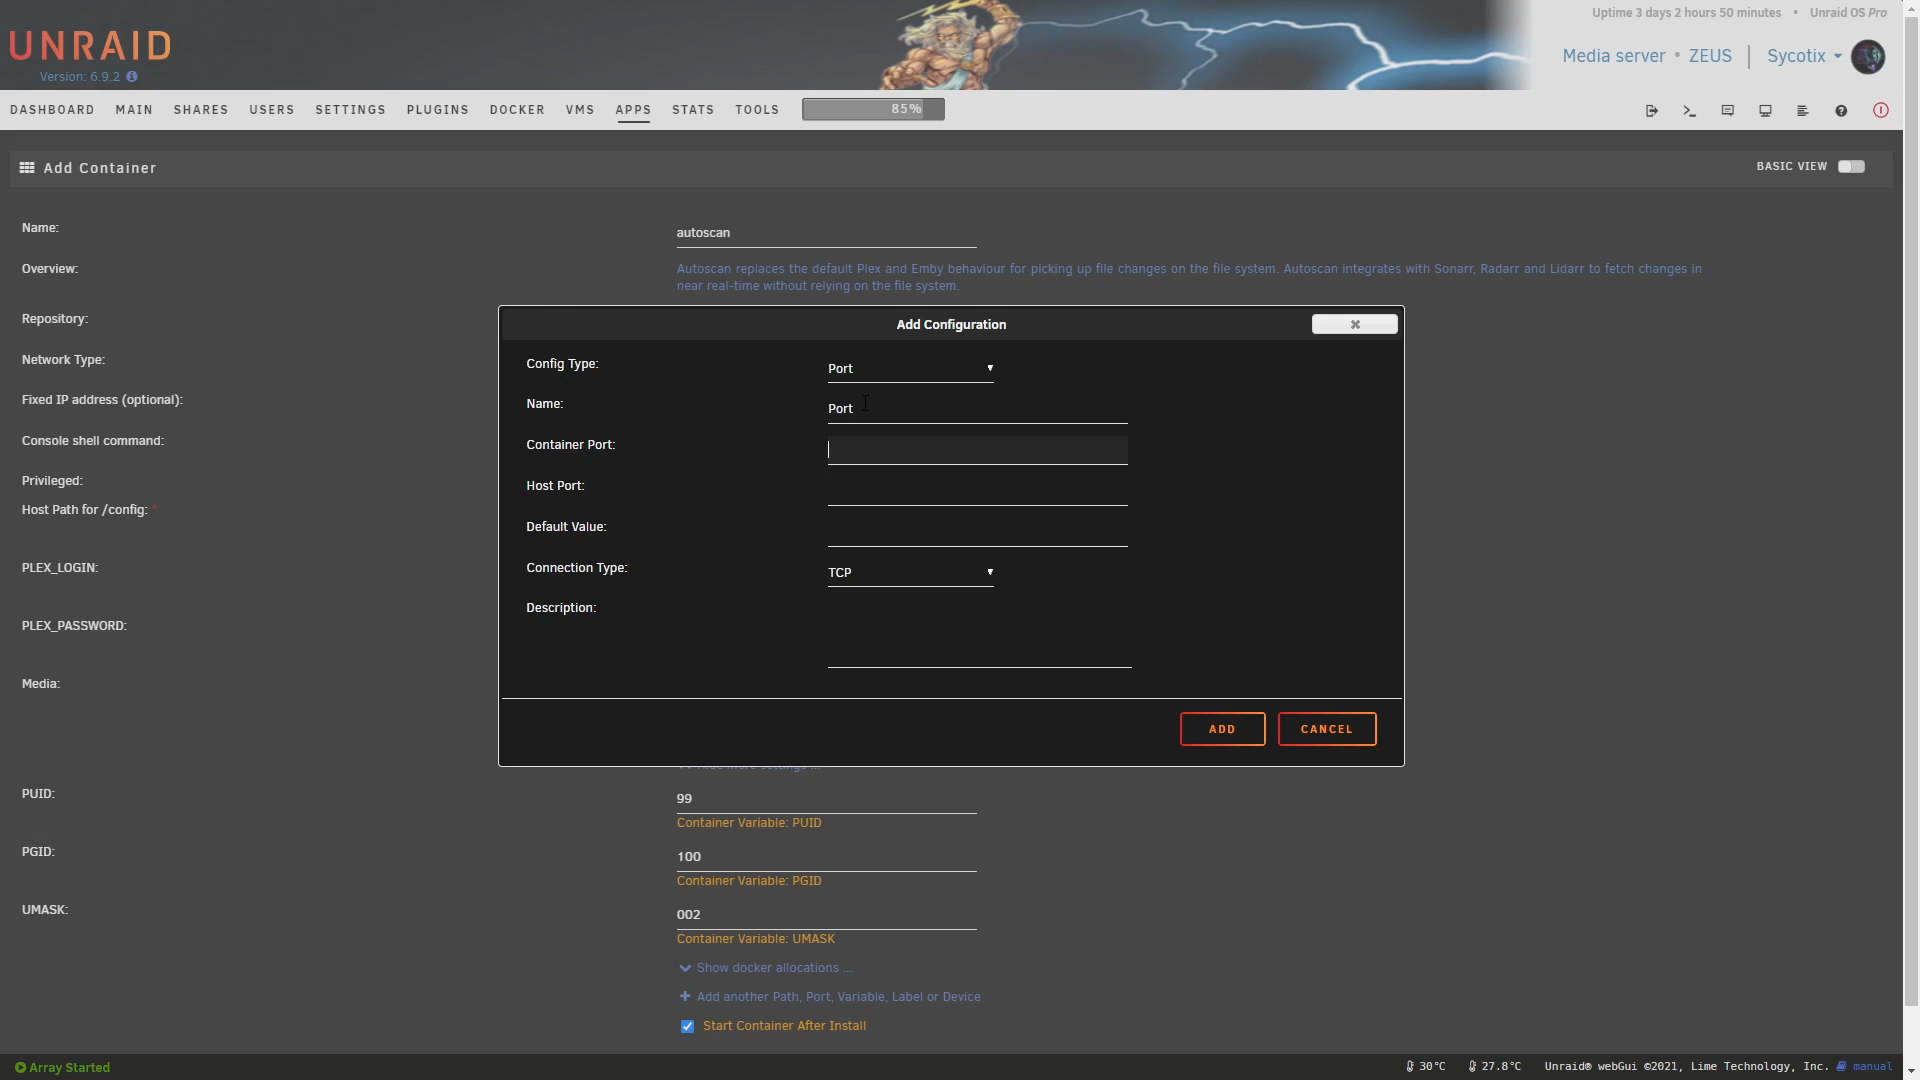 Uptime 3 days 2 hours 50 minutes • Unraid OS Pro
UNRAID
Version: 6.9.2
Media server • ZEUS | Sycotix
DASHBOARD MAIN SHARES USERS SETTINGS PLUGINS DOCKER VMS APPS STATS TOOLS 85%
Add Container
BASIC VIEW
Name:
autoscan
Overview:
Autoscan replaces the default Plex and Emby behaviour for picking up file changes on the file system. Autoscan integrates with Sonarr, Radarr and Lidarr to fetch changes in
near real-time without relying on the file system.
Repository:
Network Type:
Fixed IP address (optional):
Console shell command:
Privileged:
Host Path for /config: *
PLEX_LOGIN:
PLEX_PASSWORD:
Media:
Add Configuration
Config Type:
Port
Name:
Port
Container Port:
Host Port:
Default Value:
Connection Type:
TCP
Description:
ADD CANCEL
PUID:
99
Container Variable: PUID
PGID:
100
Container Variable: PGID
UMASK:
002
Container Variable: UMASK
Show docker allocations ...
Add another Path, Port, Variable, Label or Device
Start Container After Install
Array Started
30°C 27.8°C Unraid® webGui ©2021, Lime Technology, Inc. manual